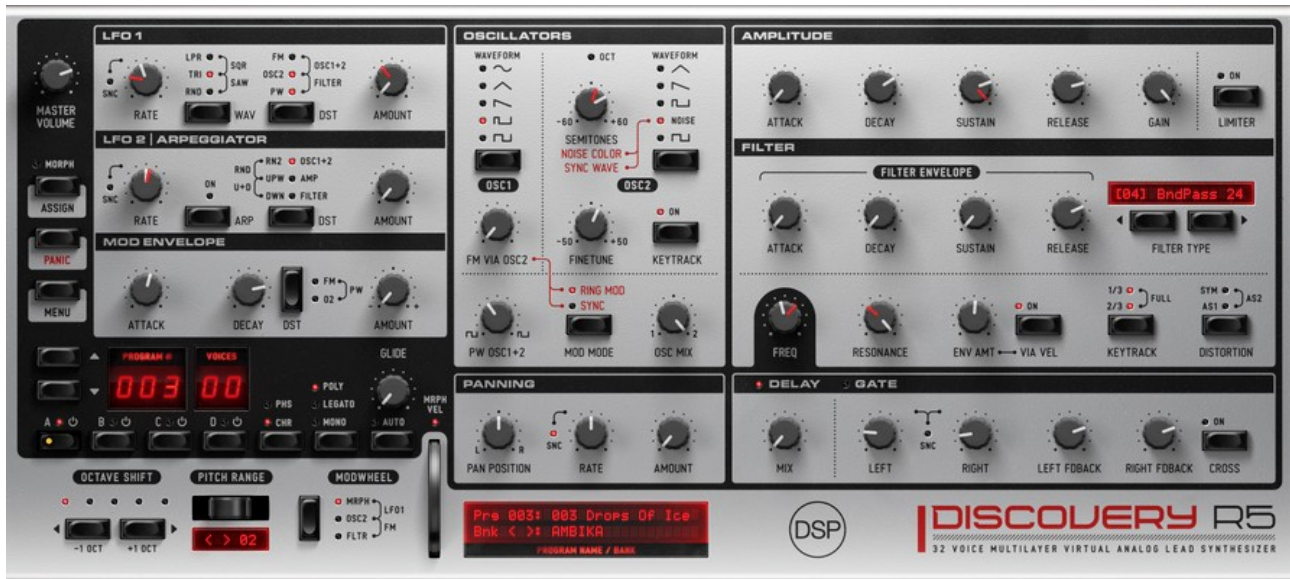 MASTER
VOLUME
MORPH
ASSIGN
PANIC
MENU
LFO 1
LPR
TRI
RND
SQR
SAW
FM
OSC2
PW
OSC1+2
FILTER
SNC
RATE
WAV
DST
AMOUNT
LFO 2 | ARPEGGIATOR
RND
U+D
RN2
UPW
DWN
OSC1+2
AMP
FILTER
SNC
ON
RATE
ARP
DST
AMOUNT
MOD ENVELOPE
FM
O2
PW
ATTACK
DECAY
DST
AMOUNT
PROGRAM #
003
VOICES
00
GLIDE
PHS
CHR
POLY
LEGATO
MONO
AUTO
A
B
C
D
MRPH
VEL
OCTAVE SHIFT
-1 OCT
+1 OCT
PITCH RANGE
< > 02
MODWHEEL
MRPH
OSC2
FLTR
LFO1
FM
OSCILLATORS
WAVEFORM
OCT
WAVEFORM
-60
+60
SEMITONES
NOISE
NOISE COLOR
SYNC WAVE
OSC1
OSC2
-50
+50
ON
FM VIA OSC2
FINETUNE
KEYTRACK
RING MOD
SYNC
1
2
PW OSC1+2
MOD MODE
OSC MIX
PANNING
L
R
SNC
PAN POSITION
RATE
AMOUNT
Prg 003: 003 Drops Of Ice
Bnk < >: AMBIKA
PROGRAM NAME / BANK
AMPLITUDE
ATTACK
DECAY
SUSTAIN
RELEASE
GAIN
ON
LIMITER
FILTER
FILTER ENVELOPE
ATTACK
DECAY
SUSTAIN
RELEASE
[04] BndPass 24
FILTER TYPE
FREQ
RESONANCE
ENV AMT
ON
VIA VEL
1/3
2/3
FULL
KEYTRACK
SYM
AS1
AS2
DISTORTION
DELAY
GATE
MIX
LEFT
SNC
RIGHT
LEFT FDBACK
RIGHT FDBACK
ON
CROSS
DSP
DISCOVERY R5
32 VOICE MULTILAYER VIRTUAL ANALOG LEAD SYNTHESIZER